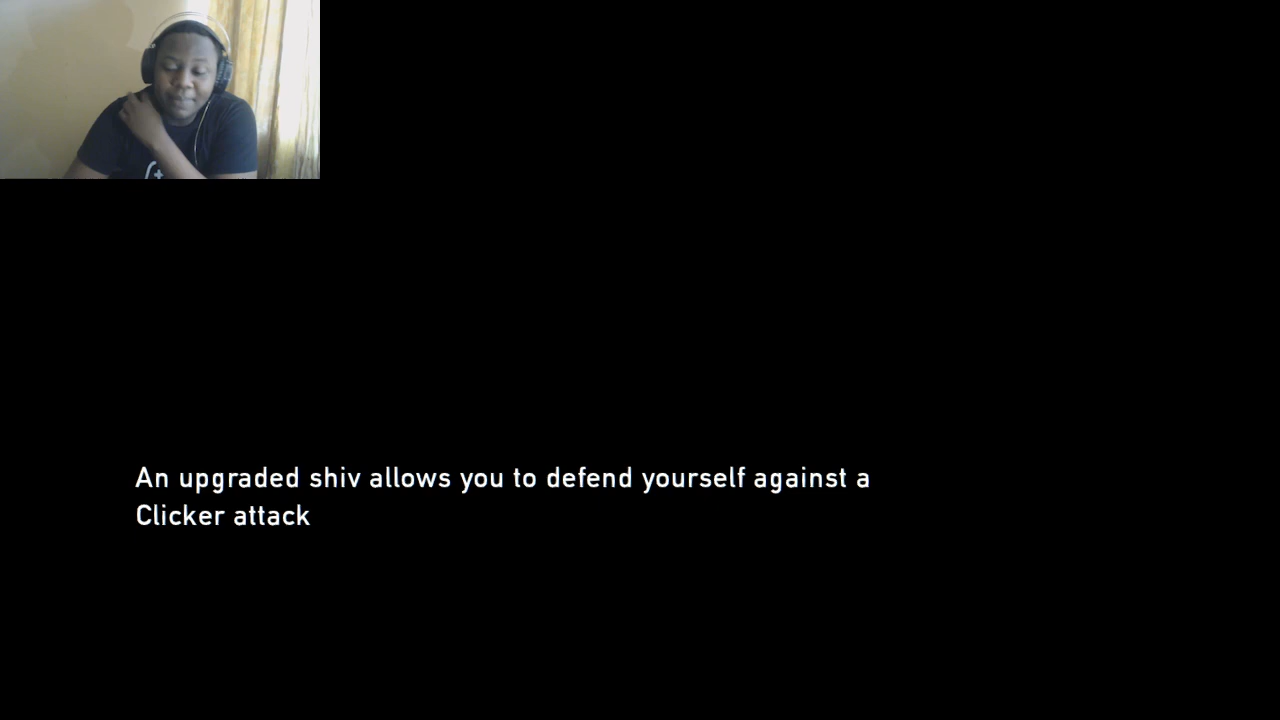 An upgraded shiv allows you to defend yourself against a
Clicker attack